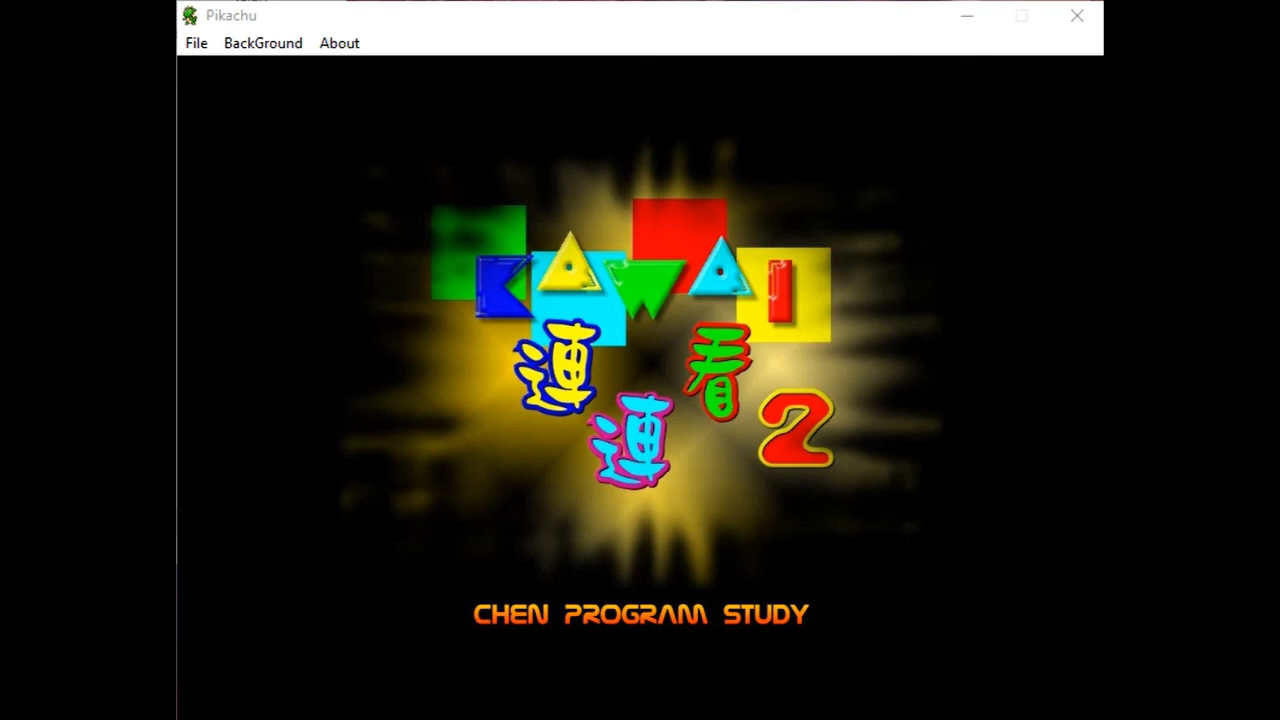 Pikachu
File BackGround About
KAWAI
連連看2
CHEN PROGRAM STUDY